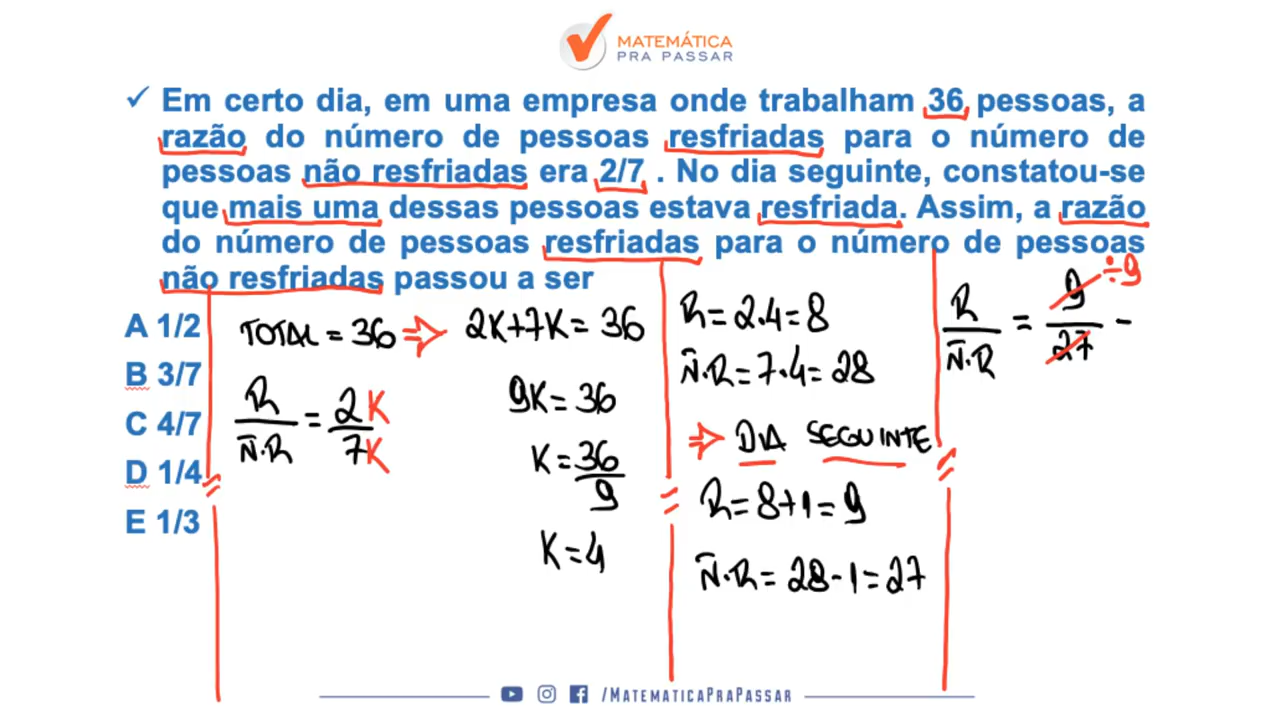 MATEMÁTICA
PRA PASSAR
✓ Em certo dia, em uma empresa onde trabalham 36 pessoas, a
razão do número de pessoas resfriadas para o número de
pessoas não resfriadas era 2/7 . No dia seguinte, constatou-se
que mais uma dessas pessoas estava resfriada. Assim, a razão
do número de pessoas resfriadas para o número de pessoas
não resfriadas passou a ser
A 1/2
B 3/7
C 4/7
D 1/4
E 1/3
TOTAL = 36 ⇒
R/N̄.R = 2K/7K
2K+7K = 36
9K = 36
K = 36/9
K = 4
R = 2.4 = 8
N̄.R = 7.4 = 28
⇒ DIA SEGUINTE
R = 8+1 = 9
N̄.R = 28-1 = 27
R/N̄.R = 9/27 ÷9 -
/MATEMATICAPRAPASSAR